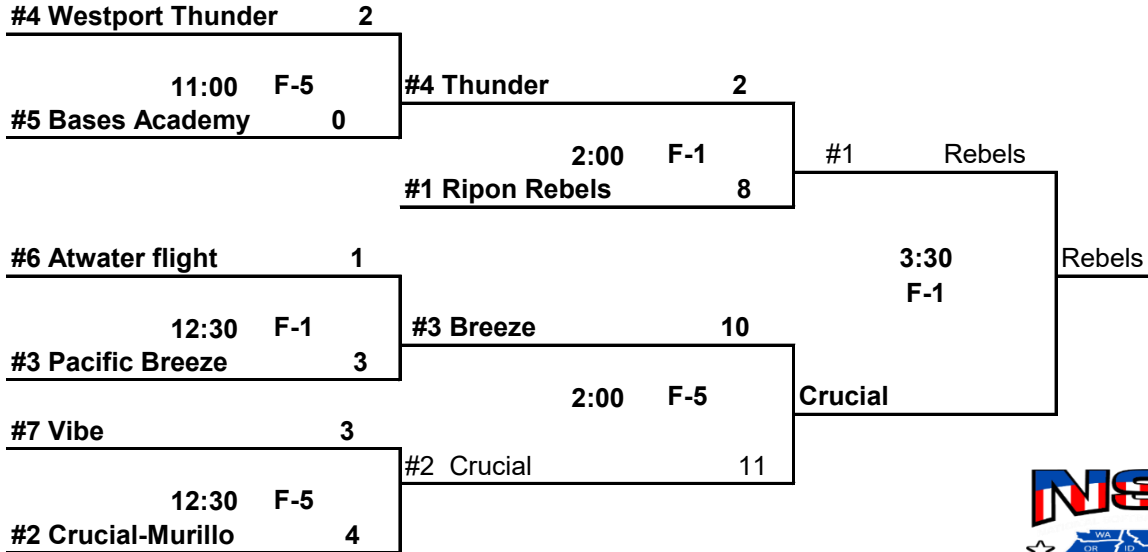 #4 Westport Thunder 2
11:00 F-5
#4 Thunder 2
#5 Bases Academy 0
2:00 F-1
#1 Rebels
#1 Ripon Rebels 8
#6 Atwater flight 1
3:30
Rebels
F-1
12:30 F-1
#3 Breeze 10
#3 Pacific Breeze 3
2:00 F-5
Crucial
#7 Vibe 3
#2 Crucial 11
12:30 F-5
#2 Crucial-Murillo 4
WA
OR ID